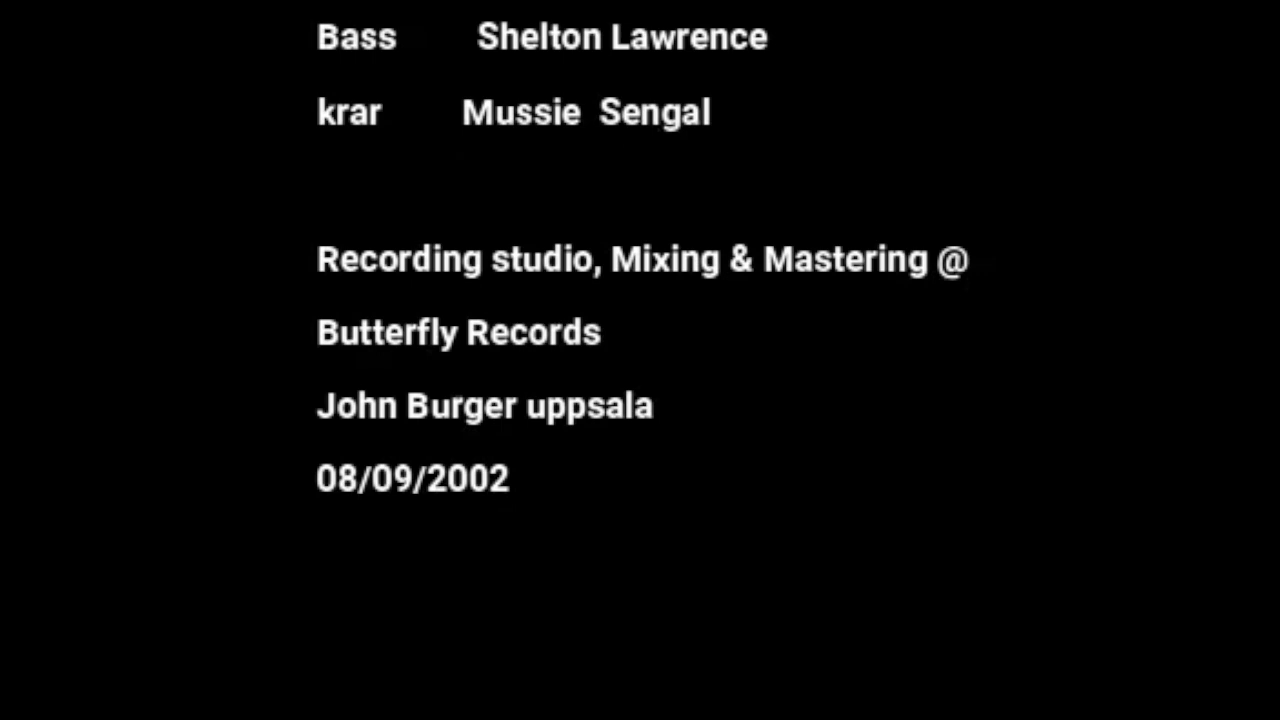 Bass Shelton Lawrence
krar Mussie Sengal
Recording studio, Mixing & Mastering @
Butterfly Records
John Burger uppsala
08/09/2002